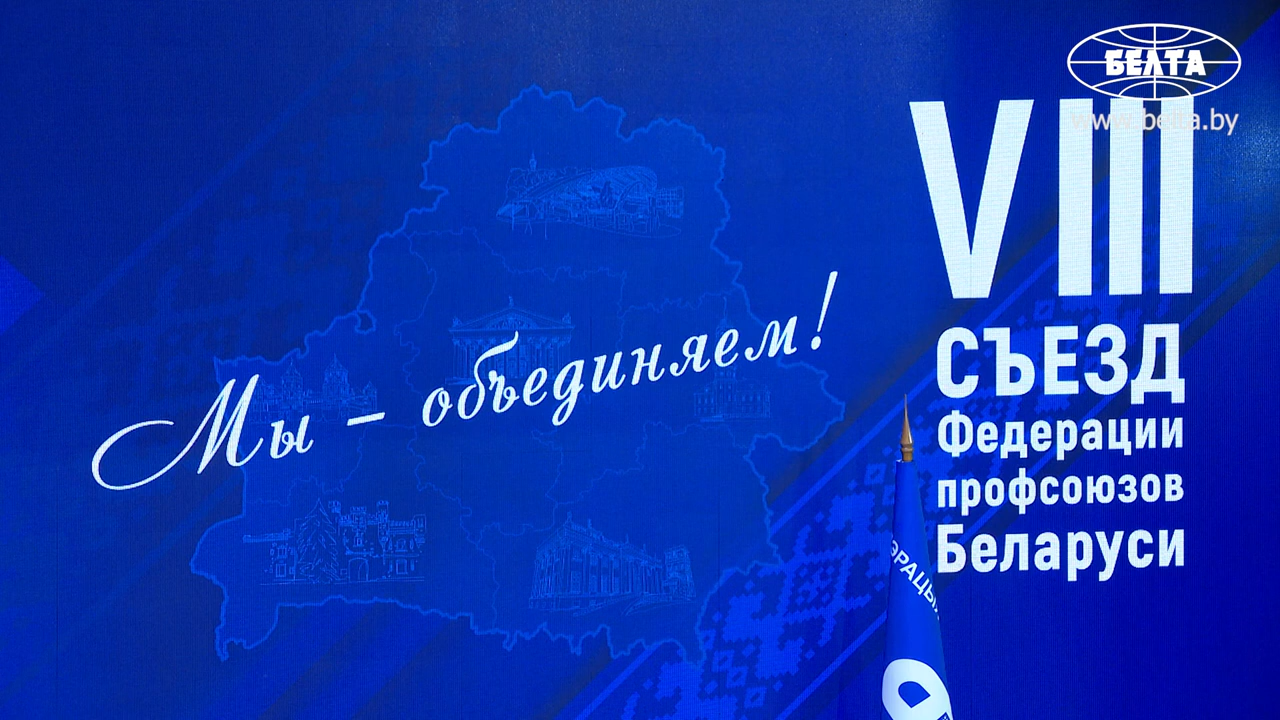 БЕЛТА
www.belta.by
VIII
СЪЕЗД
Федерации
профсоюзов
Беларуси
Мы – объединяем!